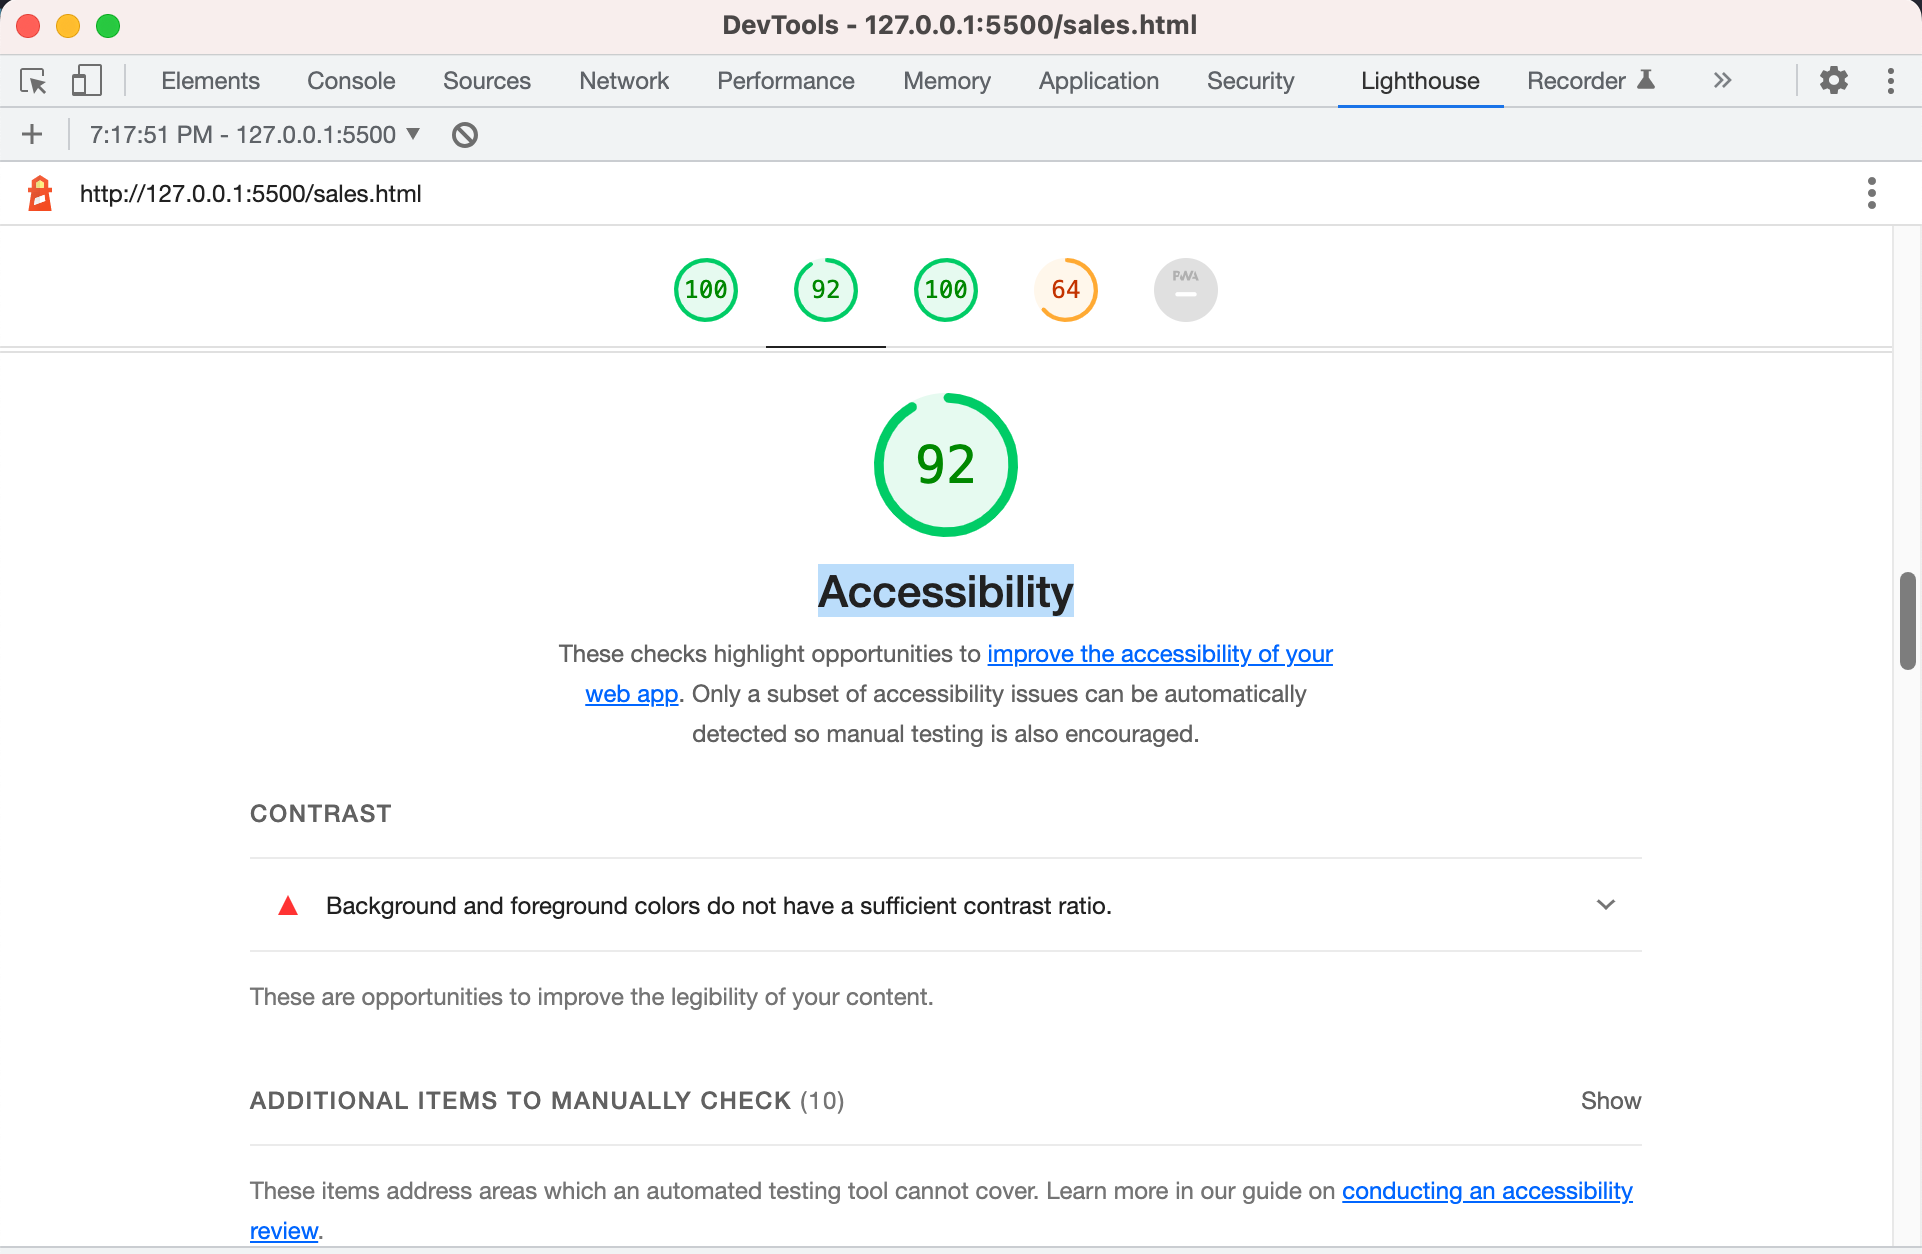 DevTools - 127.0.0.1:5500/sales.html
Elements Console Sources Network Performance Memory Application Security Lighthouse Recorder
7:17:51 PM - 127.0.0.1:5500
http://127.0.0.1:5500/sales.html
100 92 100 64 PWA
92
Accessibility
These checks highlight opportunities to improve the accessibility of your
web app. Only a subset of accessibility issues can be automatically
detected so manual testing is also encouraged.
CONTRAST
Background and foreground colors do not have a sufficient contrast ratio.
These are opportunities to improve the legibility of your content.
ADDITIONAL ITEMS TO MANUALLY CHECK (10) Show
These items address areas which an automated testing tool cannot cover. Learn more in our guide on conducting an accessibility
review.